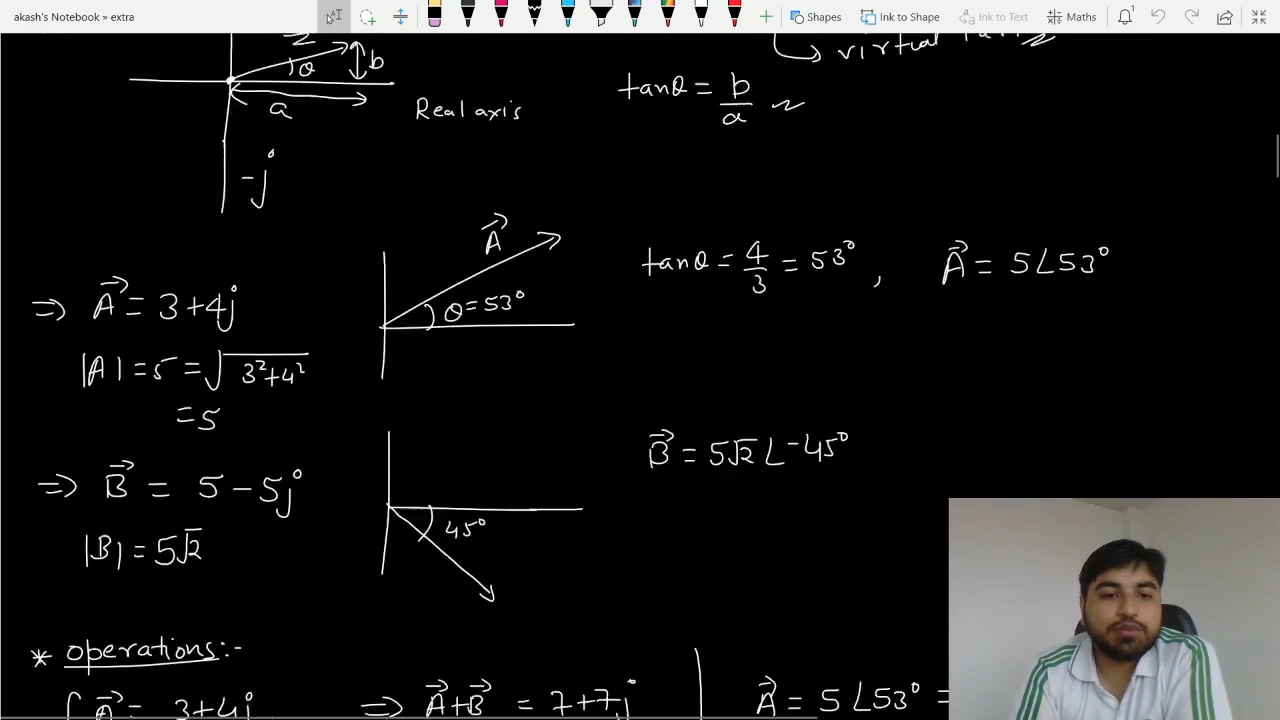 akash's Notebook » extra
Shapes
Ink to Shape
Ink to Text
Maths
virtual
θ
b
a
Real axis
-j
tanθ = b/a
A⃗
θ=53°
tanθ = 4/3 = 53° , A⃗ = 5∠53°
⇒ A⃗ = 3+4j
|A| = 5 = √(3²+4²)
=5
⇒ B⃗ = 5-5j
|B| = 5√2
45°
B⃗ = 5√2∠-45°
* operations:-
A⃗ = 3+4j
⇒ A⃗+B⃗ = 7+7j
A⃗ = 5∠53° =